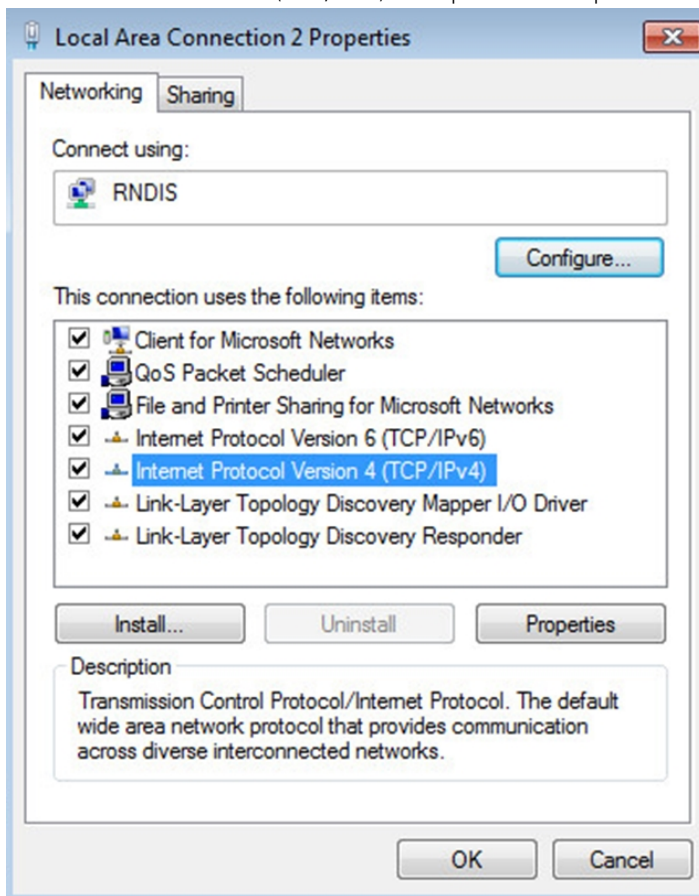 Local Area Connection 2 Properties
Networking
Sharing
Connect using:
RNDIS
Configure...
This connection uses the following items:
Client for Microsoft Networks
QoS Packet Scheduler
File and Printer Sharing for Microsoft Networks
Internet Protocol Version 6 (TCP/IPv6)
Internet Protocol Version 4 (TCP/IPv4)
Link-Layer Topology Discovery Mapper I/O Driver
Link-Layer Topology Discovery Responder
Install...
Uninstall
Properties
Description
Transmission Control Protocol/Internet Protocol. The default
wide area network protocol that provides communication
across diverse interconnected networks.
OK
Cancel